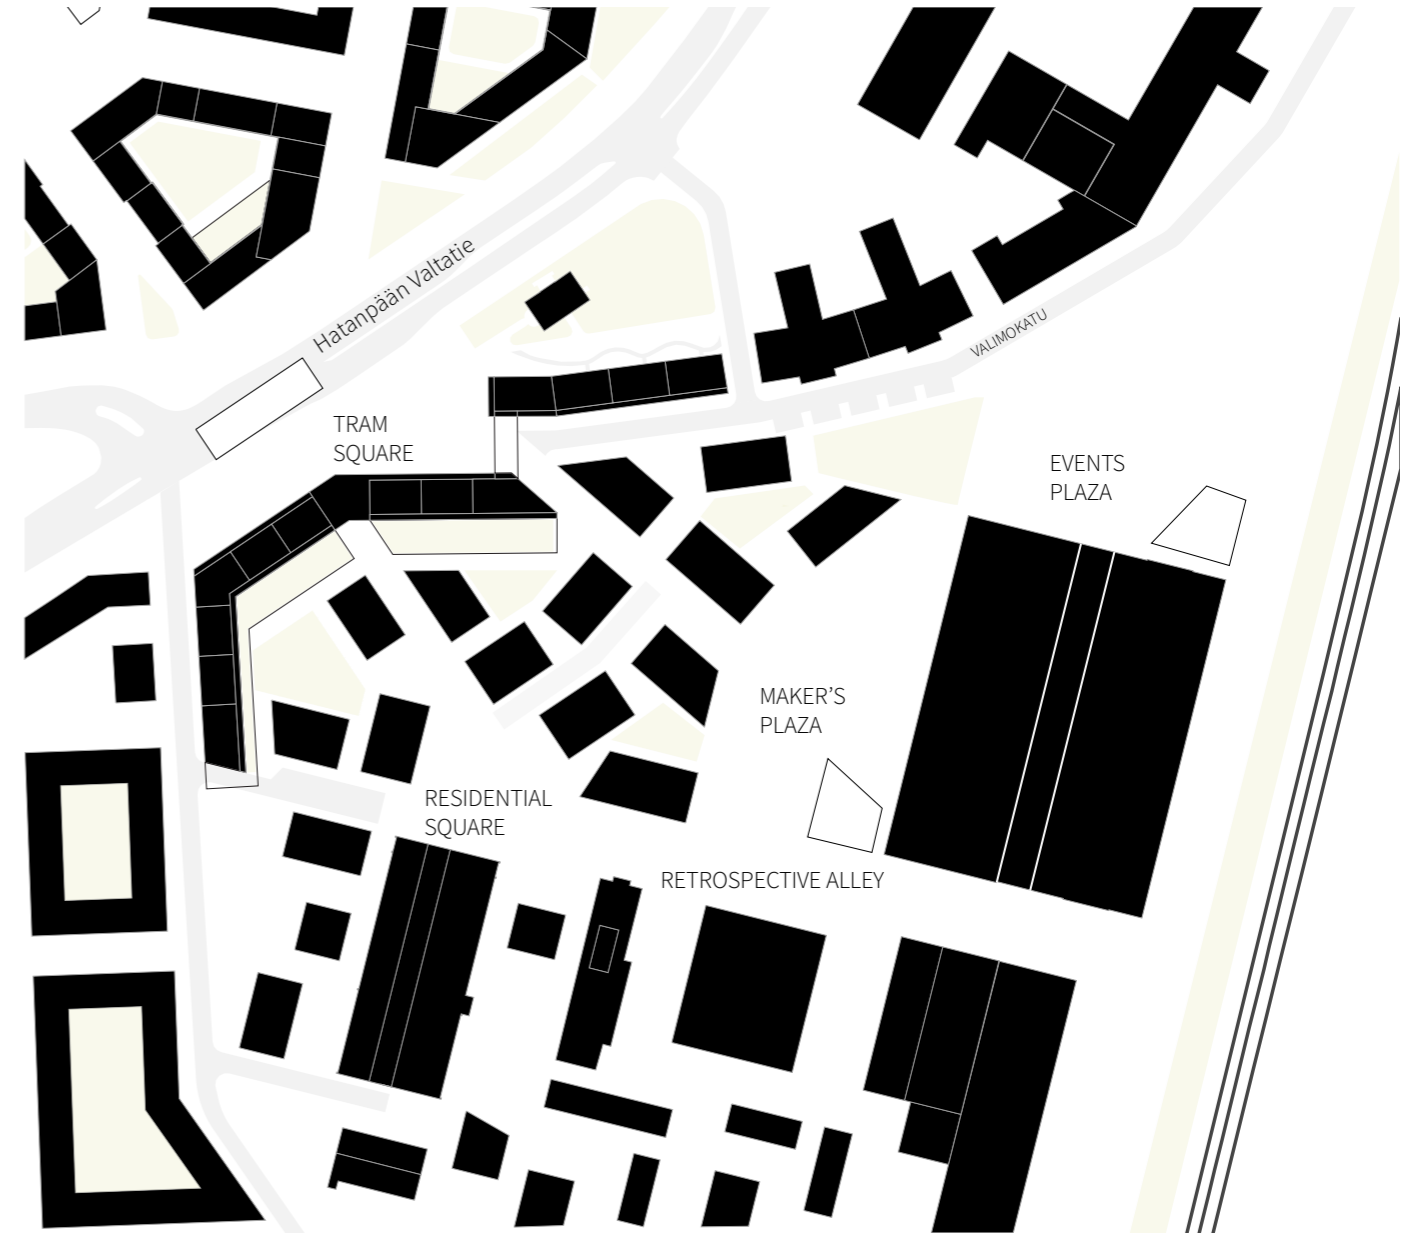 Hatanpään Valtatie
VALIMOKATU
TRAM
SQUARE
EVENTS
PLAZA
MAKER’S
PLAZA
RESIDENTIAL
SQUARE
RETROSPECTIVE ALLEY